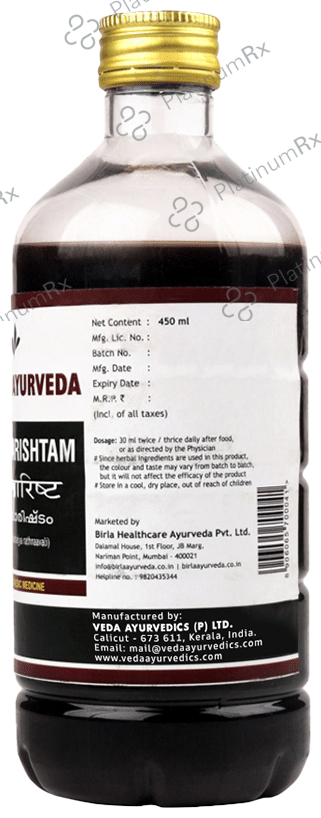 PlatinumRx
Net Content : 450 ml
Mfg. Lic. No. :
Batch No. :
Mfg. Date :
Expiry Date :
M.R.P. ₹ :
(Incl. of all taxes)
AYURVEDA
RISHTAM
Dosage: 30 ml twice / thrice daily after food,
or as directed by the Physician
# Since herbal Ingredients are used in this product,
the colour and taste may vary from batch to batch,
but it will not affect the efficacy of the product
# Store in a cool, dry place, out of reach of children
ारिष्ट
rathnaavali)
MEDICINE
Marketed by
Birla Healthcare Ayurveda Pvt. Ltd.
Dalamal House, 1st Floor, JB Marg,
Nariman Point, Mumbai - 400021
info@birlaayurveda.co.in | birlaayurveda.co.in
Helpline no. : 9820435344
8 906065 700041
Manufactured by:
VEDA AYURVEDICS (P) LTD.
Calicut - 673 611, Kerala, India.
Email: mail@vedaayurvedics.com
www.vedaayurvedics.com